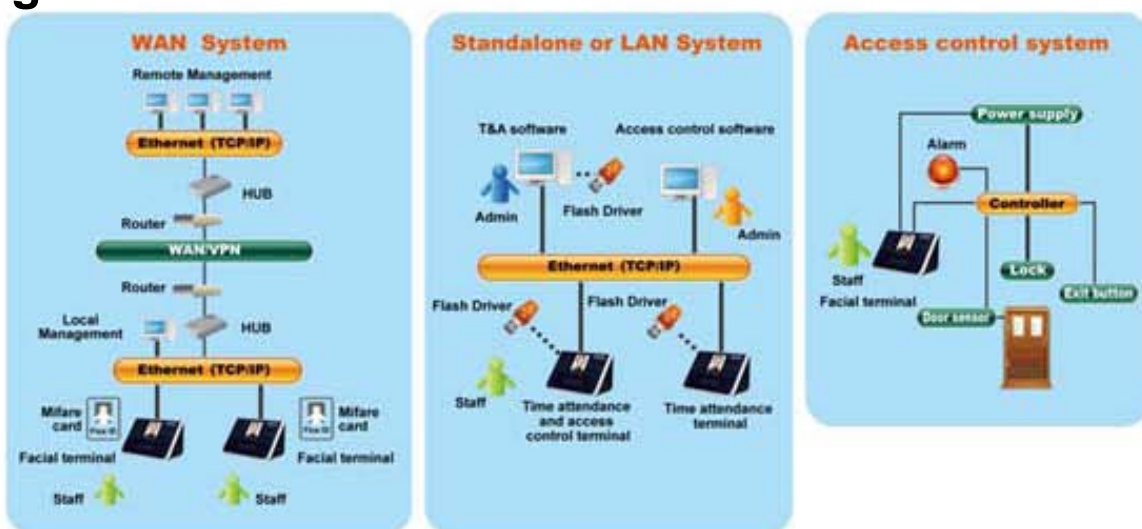 WAN System
Remote Management
Ethernet (TCP/IP)
HUB
Router
WAN/VPN
Router
HUB
Local
Management
Ethernet (TCP/IP)
Mifare
card
Mifare
card
Facial terminal
Facial terminal
Staff
Staff
Standalone or LAN System
T&A software
Access control software
Admin
Flash Driver
Admin
Ethernet (TCP/IP)
Flash Driver
Flash Driver
Staff
Time attendance
and access
control terminal
Time attendance
terminal
Access control system
Power supply
Alarm
Controller
Staff
Facial terminal
Lock
Exit button
Door sensor